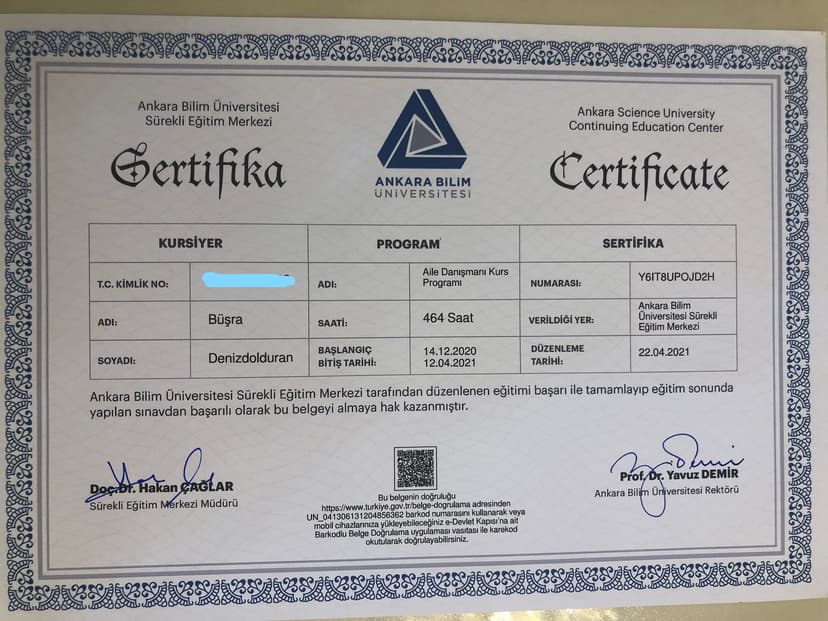 Ankara Bilim Üniversitesi
Sürekli Eğitim Merkezi
Sertifika
ANKARA BİLİM
ÜNİVERSİTESİ
Ankara Science University
Continuing Education Center
Certificate
KURSİYER
PROGRAM
SERTİFİKA
T.C. KİMLİK NO:
ADI:
Aile Danışmanı Kurs
Programı
NUMARASI:
Y6IT8UPOJD2H
ADI:
Büşra
SAATİ:
464 Saat
VERİLDİĞİ YER:
Ankara Bilim
Üniversitesi Sürekli
Eğitim Merkezi
SOYADI:
Denizdolduran
BAŞLANGIÇ
BİTİŞ TARİHİ:
14.12.2020
12.04.2021
DÜZENLEME
TARİHİ:
22.04.2021
Ankara Bilim Üniversitesi Sürekli Eğitim Merkezi tarafından düzenlenen eğitimi başarı ile tamamlayıp eğitim sonunda
yapılan sınavdan başarılı olarak bu belgeyi almaya hak kazanmıştır.
Doç.Dr. Hakan ÇAĞLAR
Sürekli Eğitim Merkezi Müdürü
Bu belgenin doğruluğu
https://www.turkiye.gov.tr/belge-dogrulama adresinden
UN_041306131204856362 barkod numarasını kullanarak veya
mobil cihazlarınıza yükleyebileceğiniz e-Devlet Kapısı'na ait
Barkodlu Belge Doğrulama uygulaması vasıtası ile karekod
okutularak doğrulayabilirsiniz.
Prof. Dr. Yavuz DEMİR
Ankara Bilim Üniversitesi Rektörü